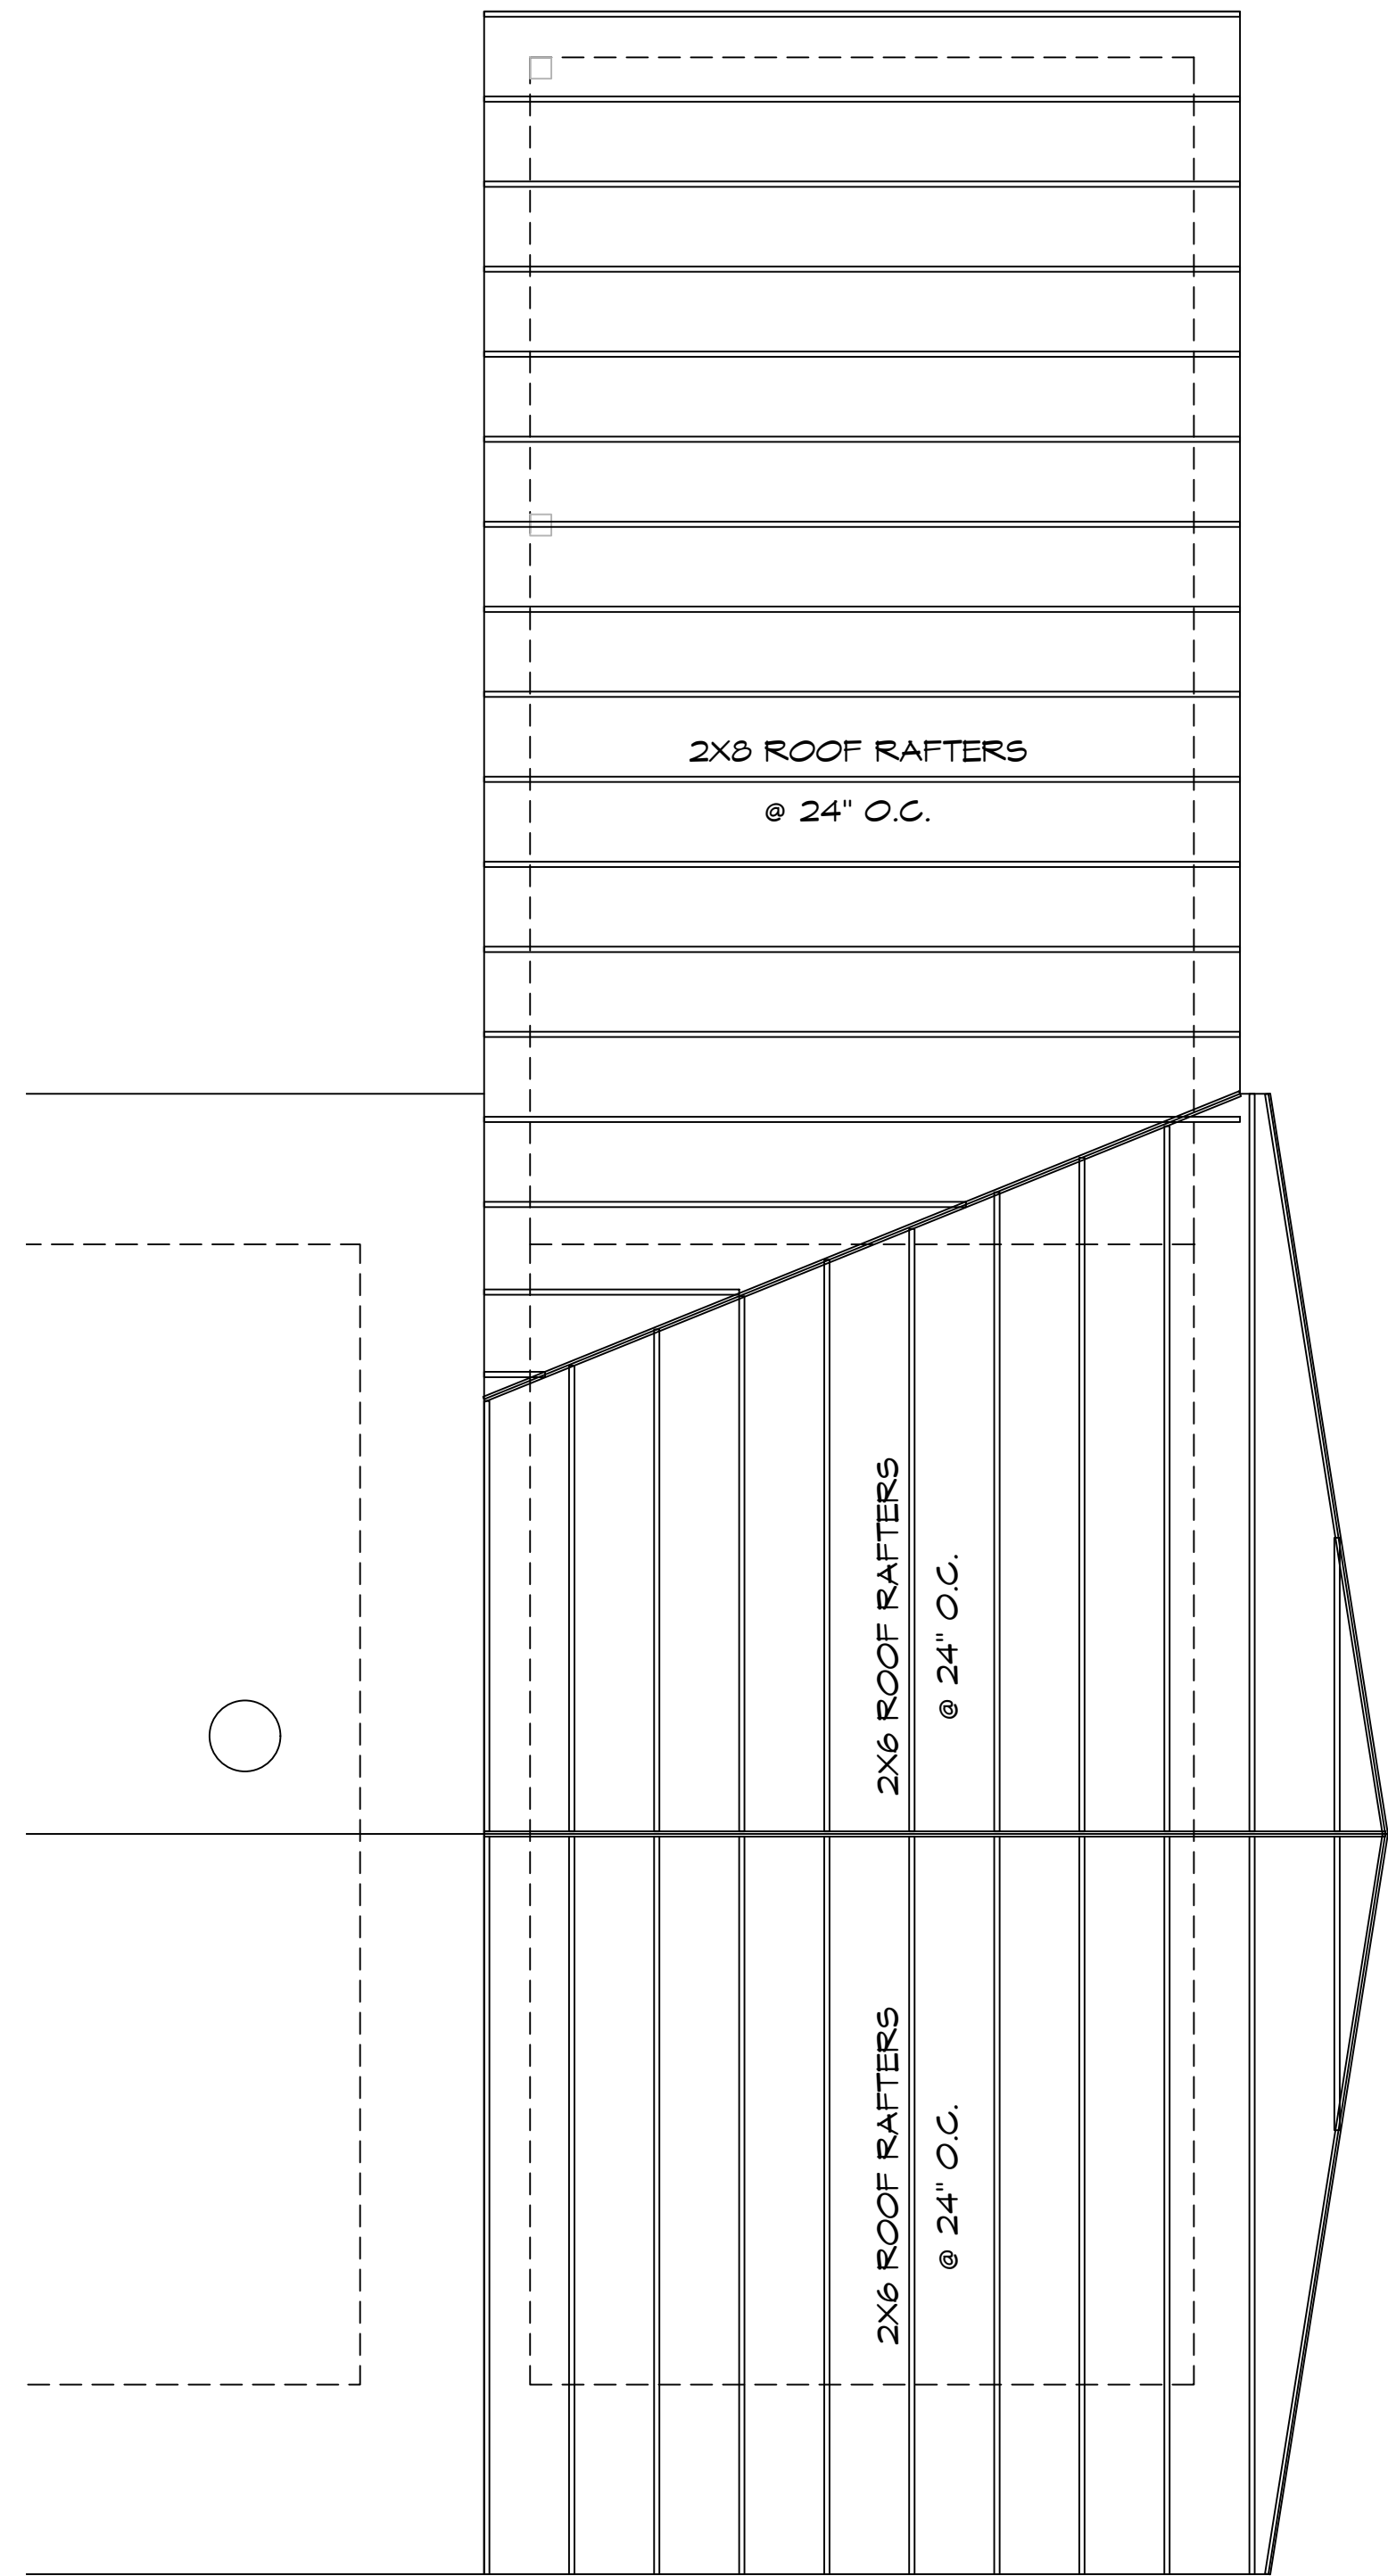 2X8 ROOF RAFTERS
@ 24" O.C.
2X6 ROOF RAFTERS
@ 24" O.C.
2X6 ROOF RAFTERS
@ 24" O.C.